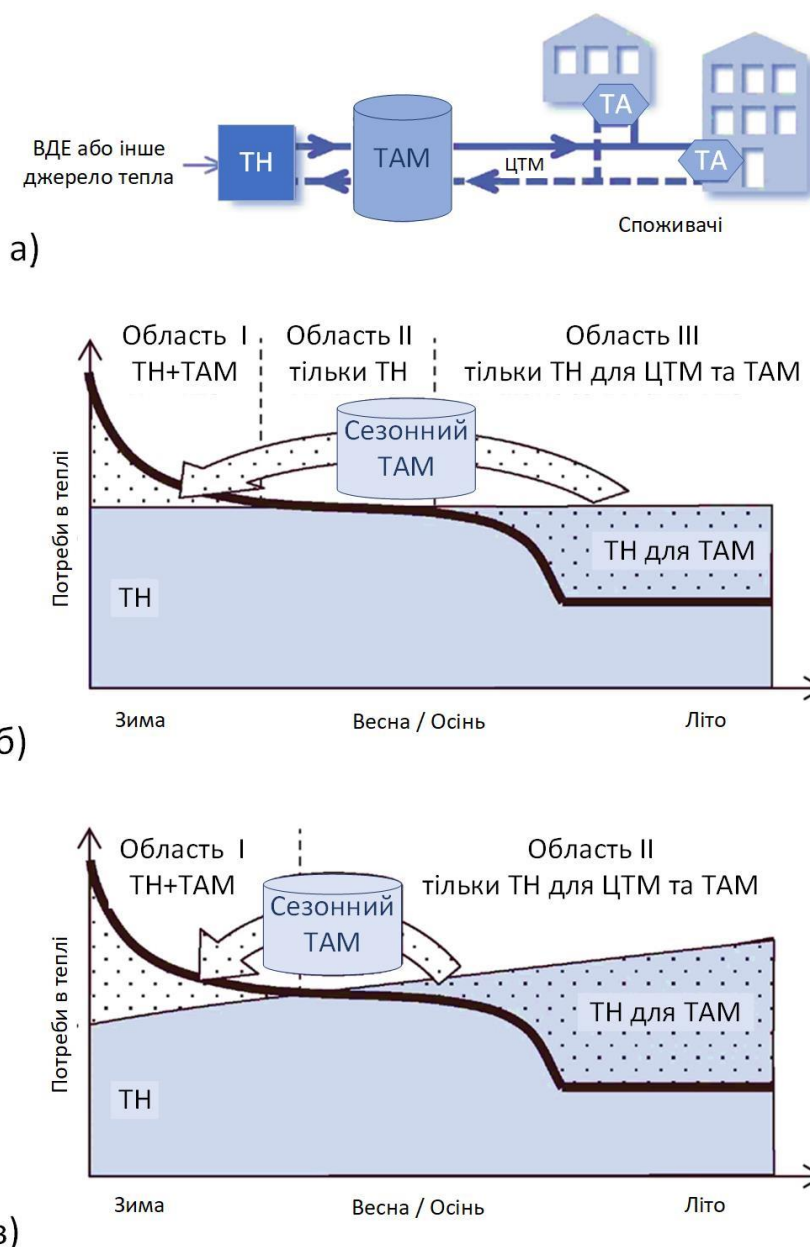 ВДЕ або інше
джерело тепла
ТН
ТАМ
ЦТМ
ТА
ТА
Споживачі
а)
Область I
ТН+ТАМ
Область II
тільки ТН
Область III
тільки ТН для ЦТМ та ТАМ
Сезонний
ТАМ
Потреби в теплі
ТН для ТАМ
ТН
Зима
Весна / Осінь
Літо
б)
Область I
ТН+ТАМ
Область II
тільки ТН для ЦТМ та ТАМ
Сезонний
ТАМ
Потреби в теплі
ТН для ТАМ
ТН
Зима
Весна / Осінь
Літо
в)